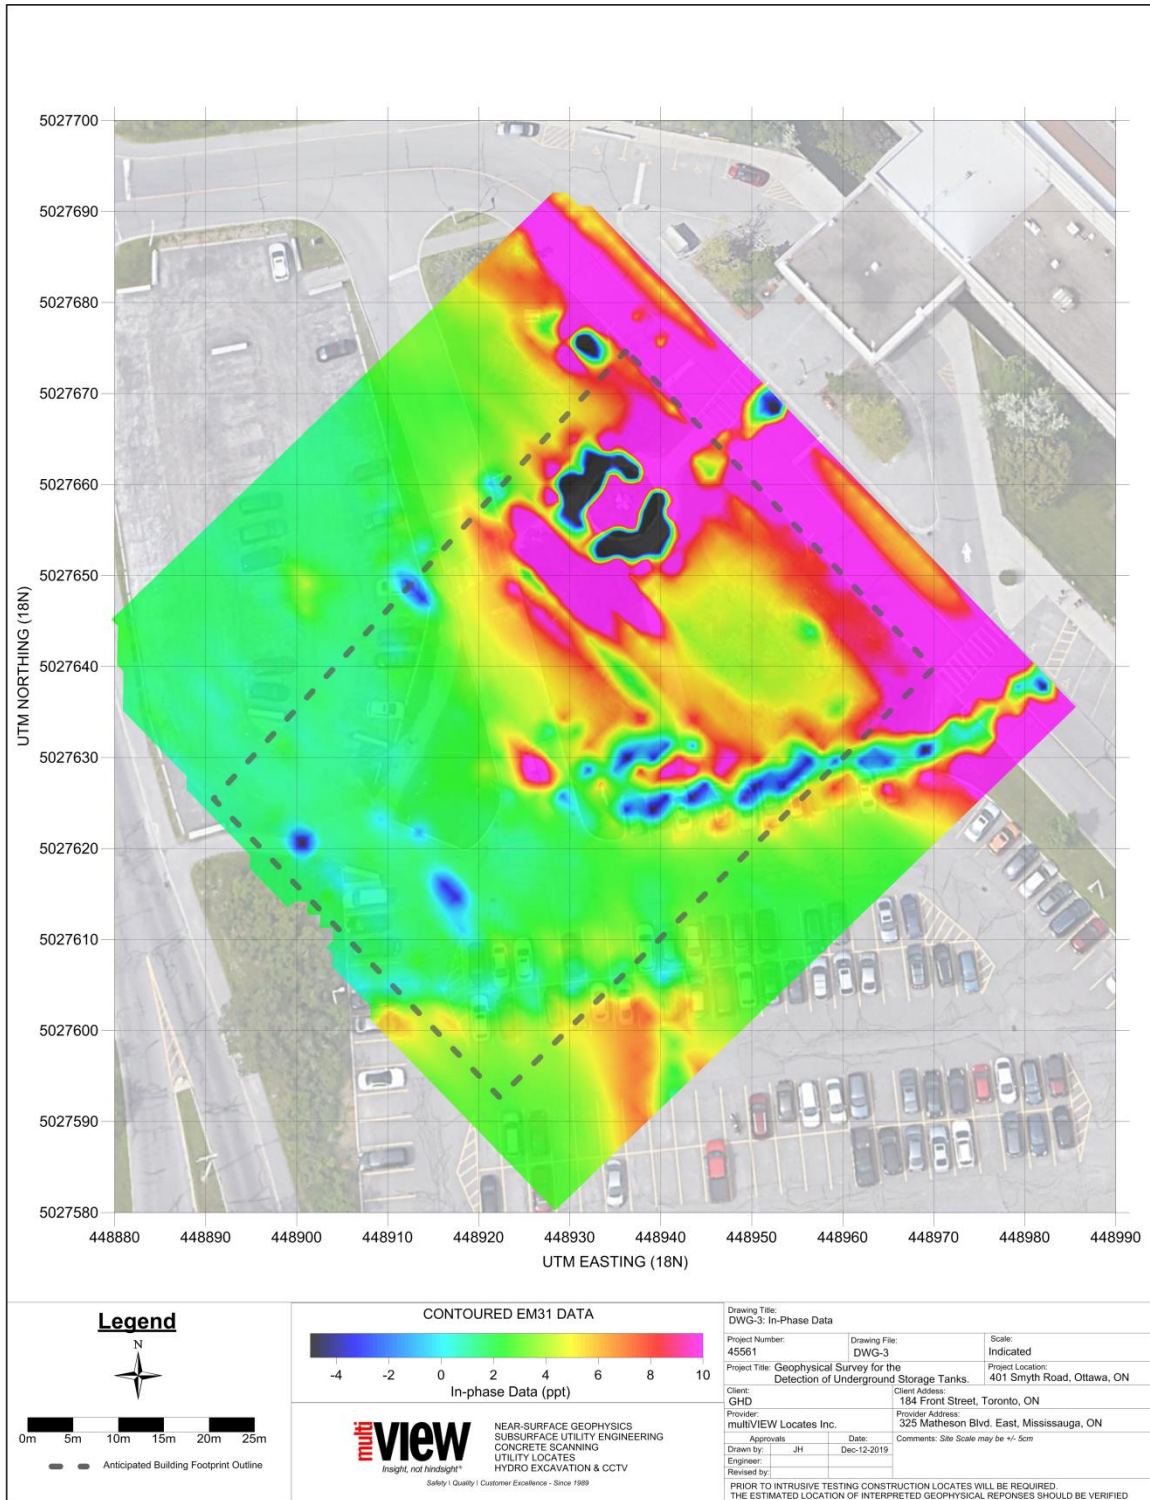 5027700
5027690
5027680
5027670
5027660
5027650
5027640
5027630
5027620
5027610
5027600
5027590
5027580
UTM NORTHING (18N)
448880 448890 448900 448910 448920 448930 448940 448950 448960 448970 448980 448990
UTM EASTING (18N)
Legend
N
0m 5m 10m 15m 20m 25m
Anticipated Building Footprint Outline
CONTOURED EM31 DATA
-4 -2 0 2 4 6 8 10
In-phase Data (ppt)
multiVIEW
Insight, not hindsight®
NEAR-SURFACE GEOPHYSICS
SUBSURFACE UTILITY ENGINEERING
CONCRETE SCANNING
UTILITY LOCATES
HYDRO EXCAVATION & CCTV
Safety | Quality | Customer Excellence - Since 1989
Drawing Title:
DWG-3: In-Phase Data
Project Number:
45561
Drawing File:
DWG-3
Scale:
Indicated
Project Title: Geophysical Survey for the
Detection of Underground Storage Tanks.
Project Location:
401 Smyth Road, Ottawa, ON
Client:
GHD
Client Address:
184 Front Street, Toronto, ON
Provider:
multiVIEW Locates Inc.
Provider Address:
325 Matheson Blvd. East, Mississauga, ON
Approvals Date:
Drawn by: JH Dec-12-2019
Engineer:
Revised by:
Comments: Site Scale may be +/- 5cm
PRIOR TO INTRUSIVE TESTING CONSTRUCTION LOCATES WILL BE REQUIRED.
THE ESTIMATED LOCATION OF INTERPRETED GEOPHYSICAL REPONSES SHOULD BE VERIFIED